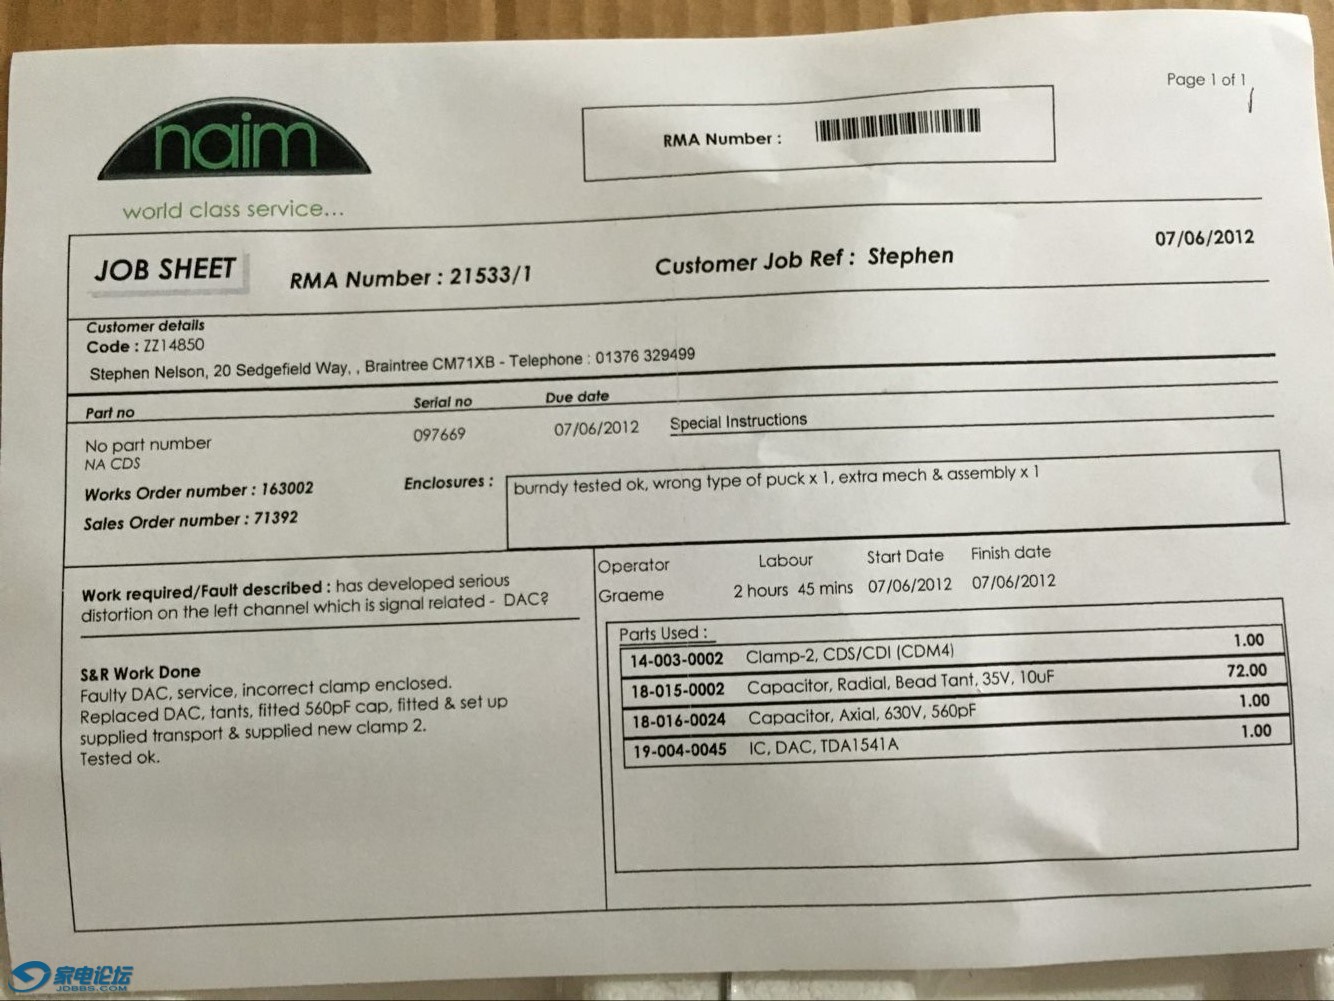 Page 1 of 1
naim
world class service...
RMA Number :
JOB SHEET
RMA Number : 21533/1
Customer Job Ref : Stephen
07/06/2012
Customer details
Code : ZZ14850
Stephen Nelson, 20 Sedgefield Way, , Braintree CM71XB - Telephone : 01376 329499
Part no
Serial no
Due date
No part number
097669
07/06/2012
Special Instructions
NA CDS
Works Order number : 163002
Sales Order number : 71392
Enclosures :
burndy tested ok, wrong type of puck x 1, extra mech & assembly x 1
Work required/Fault described : has developed serious
distortion on the left channel which is signal related - DAC?
S&R Work Done
Faulty DAC, service, incorrect clamp enclosed.
Replaced DAC, tants, fitted 560pF cap, fitted & set up
supplied transport & supplied new clamp 2.
Tested ok.
Operator
Labour
Start Date
Finish date
Graeme
2 hours 45 mins
07/06/2012
07/06/2012
Parts Used :
14-003-0002 Clamp-2, CDS/CDI (CDM4) 1.00
18-015-0002 Capacitor, Radial, Bead Tant, 35V, 10uF 72.00
18-016-0024 Capacitor, Axial, 630V, 560pF 1.00
19-004-0045 IC, DAC, TDA1541A 1.00
家电论坛
JDBBS.COM